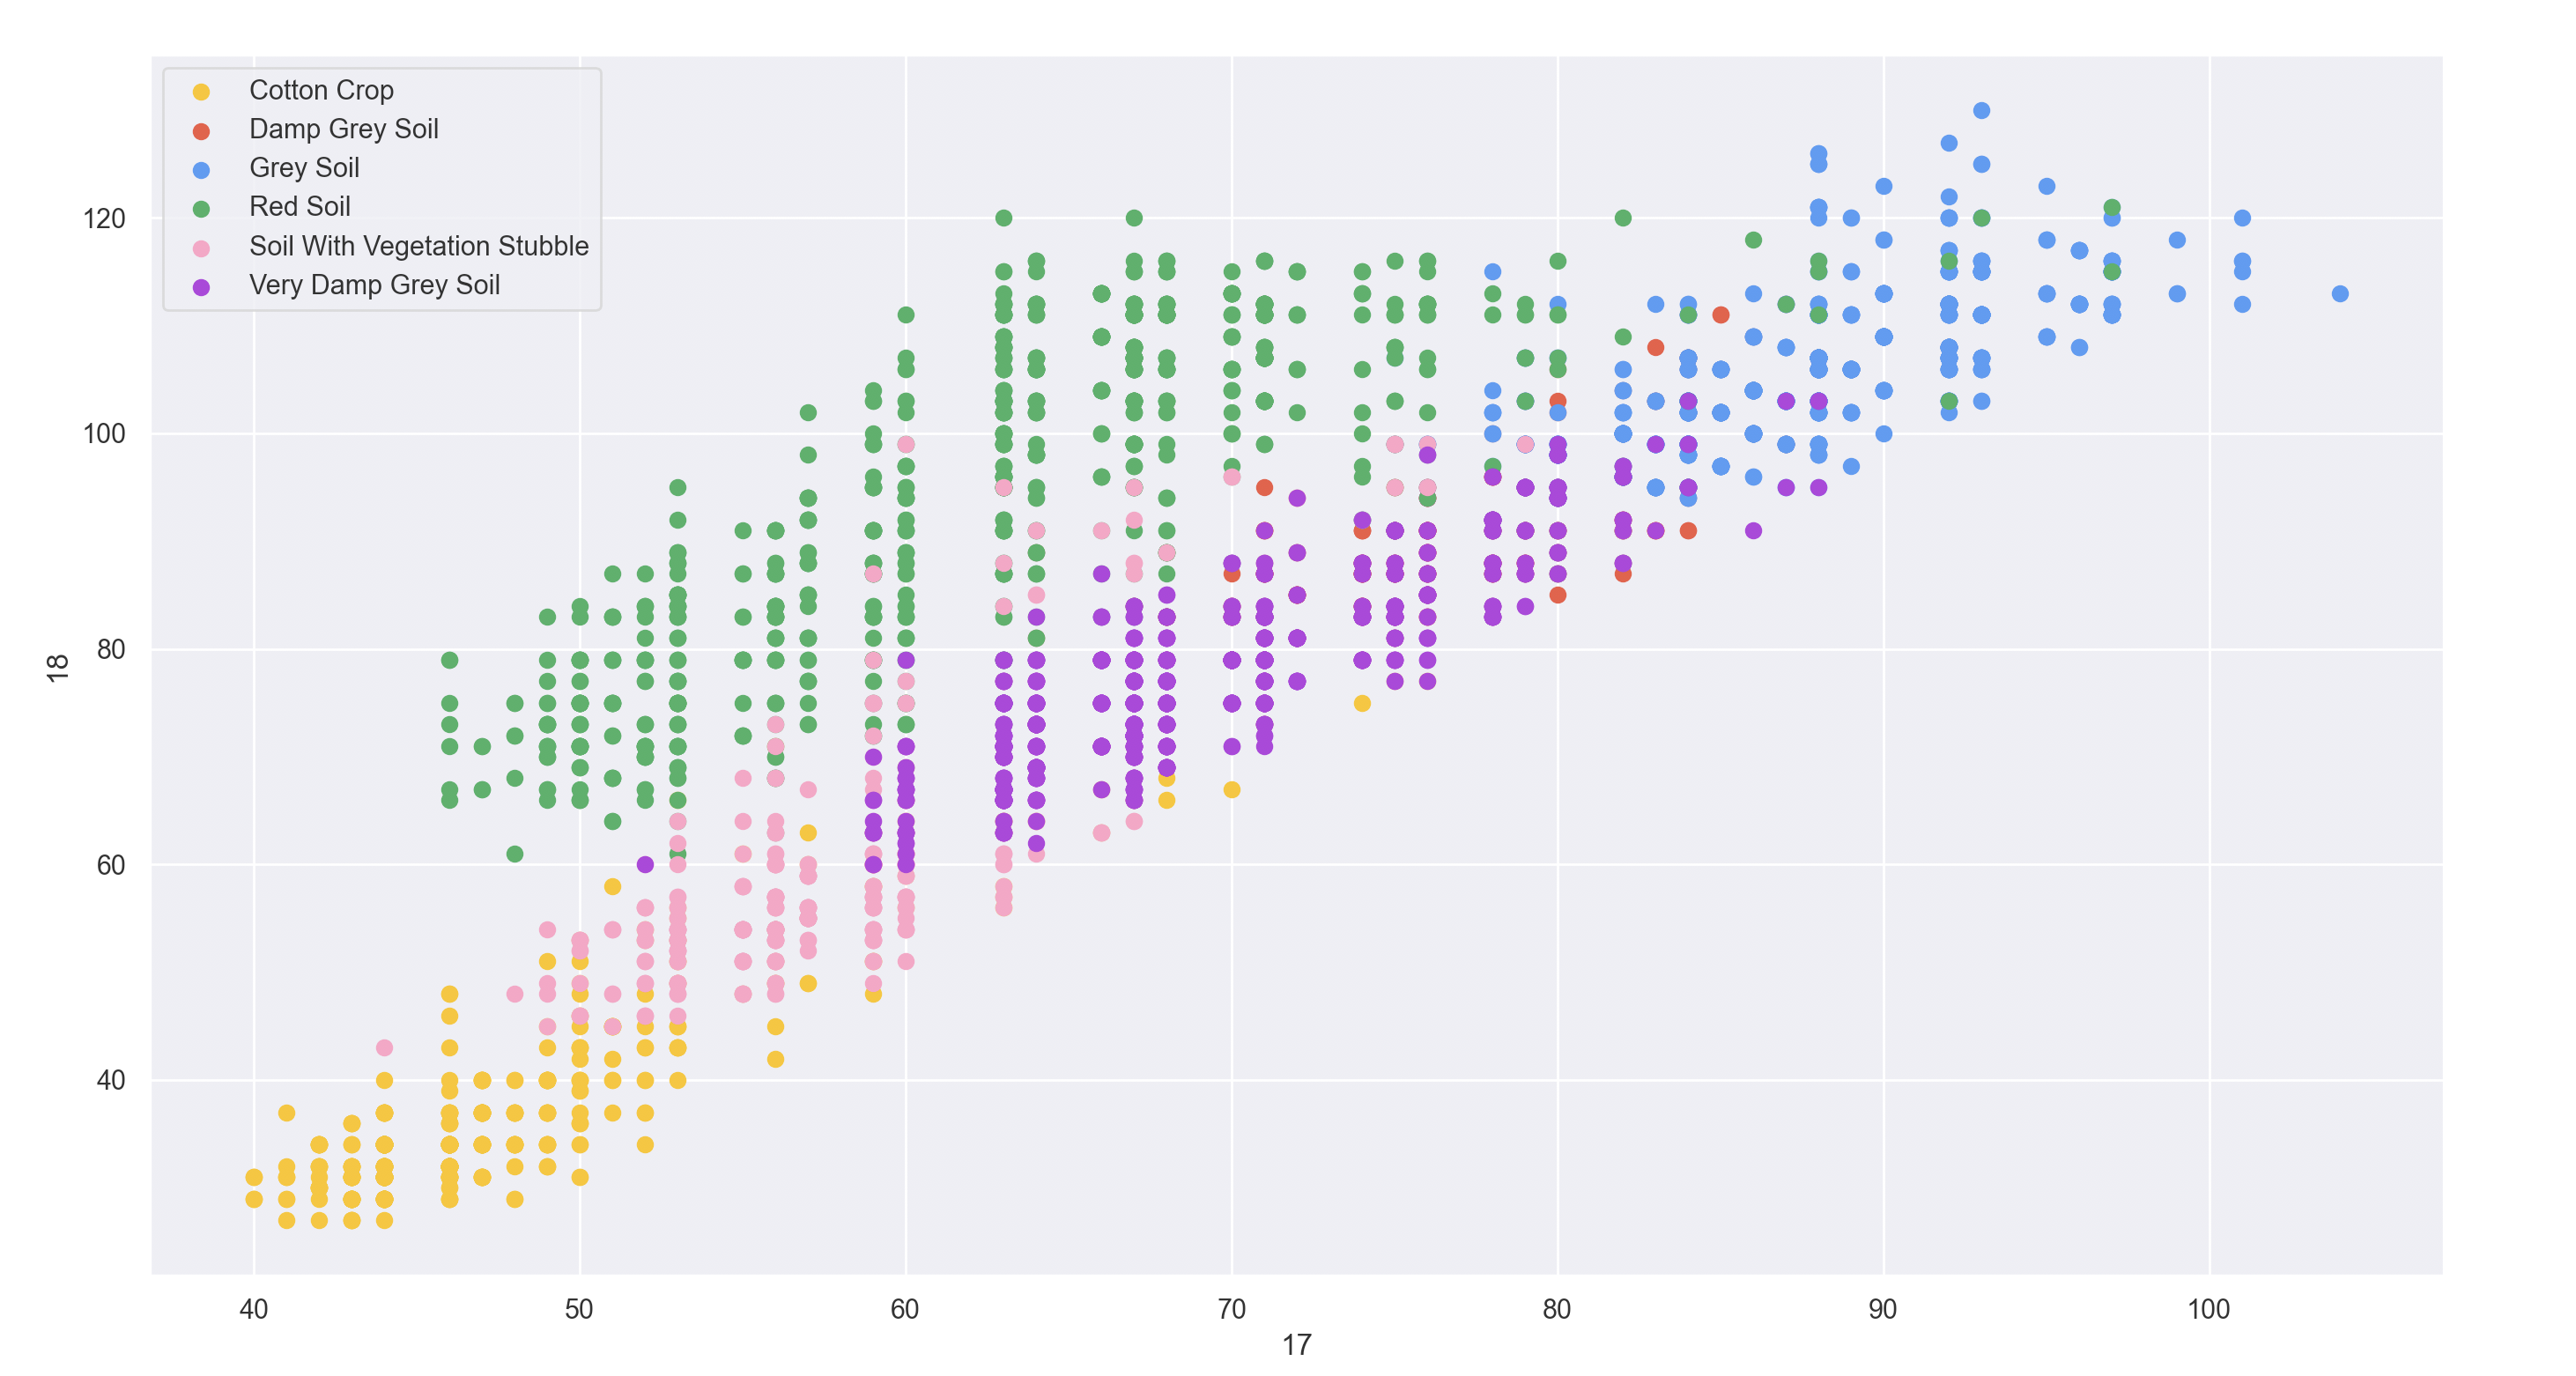 Cotton Crop
Damp Grey Soil
Grey Soil
Red Soil
Soil With Vegetation Stubble
Very Damp Grey Soil
120
100
80
60
40
18
40 50 60 70 80 90 100
17